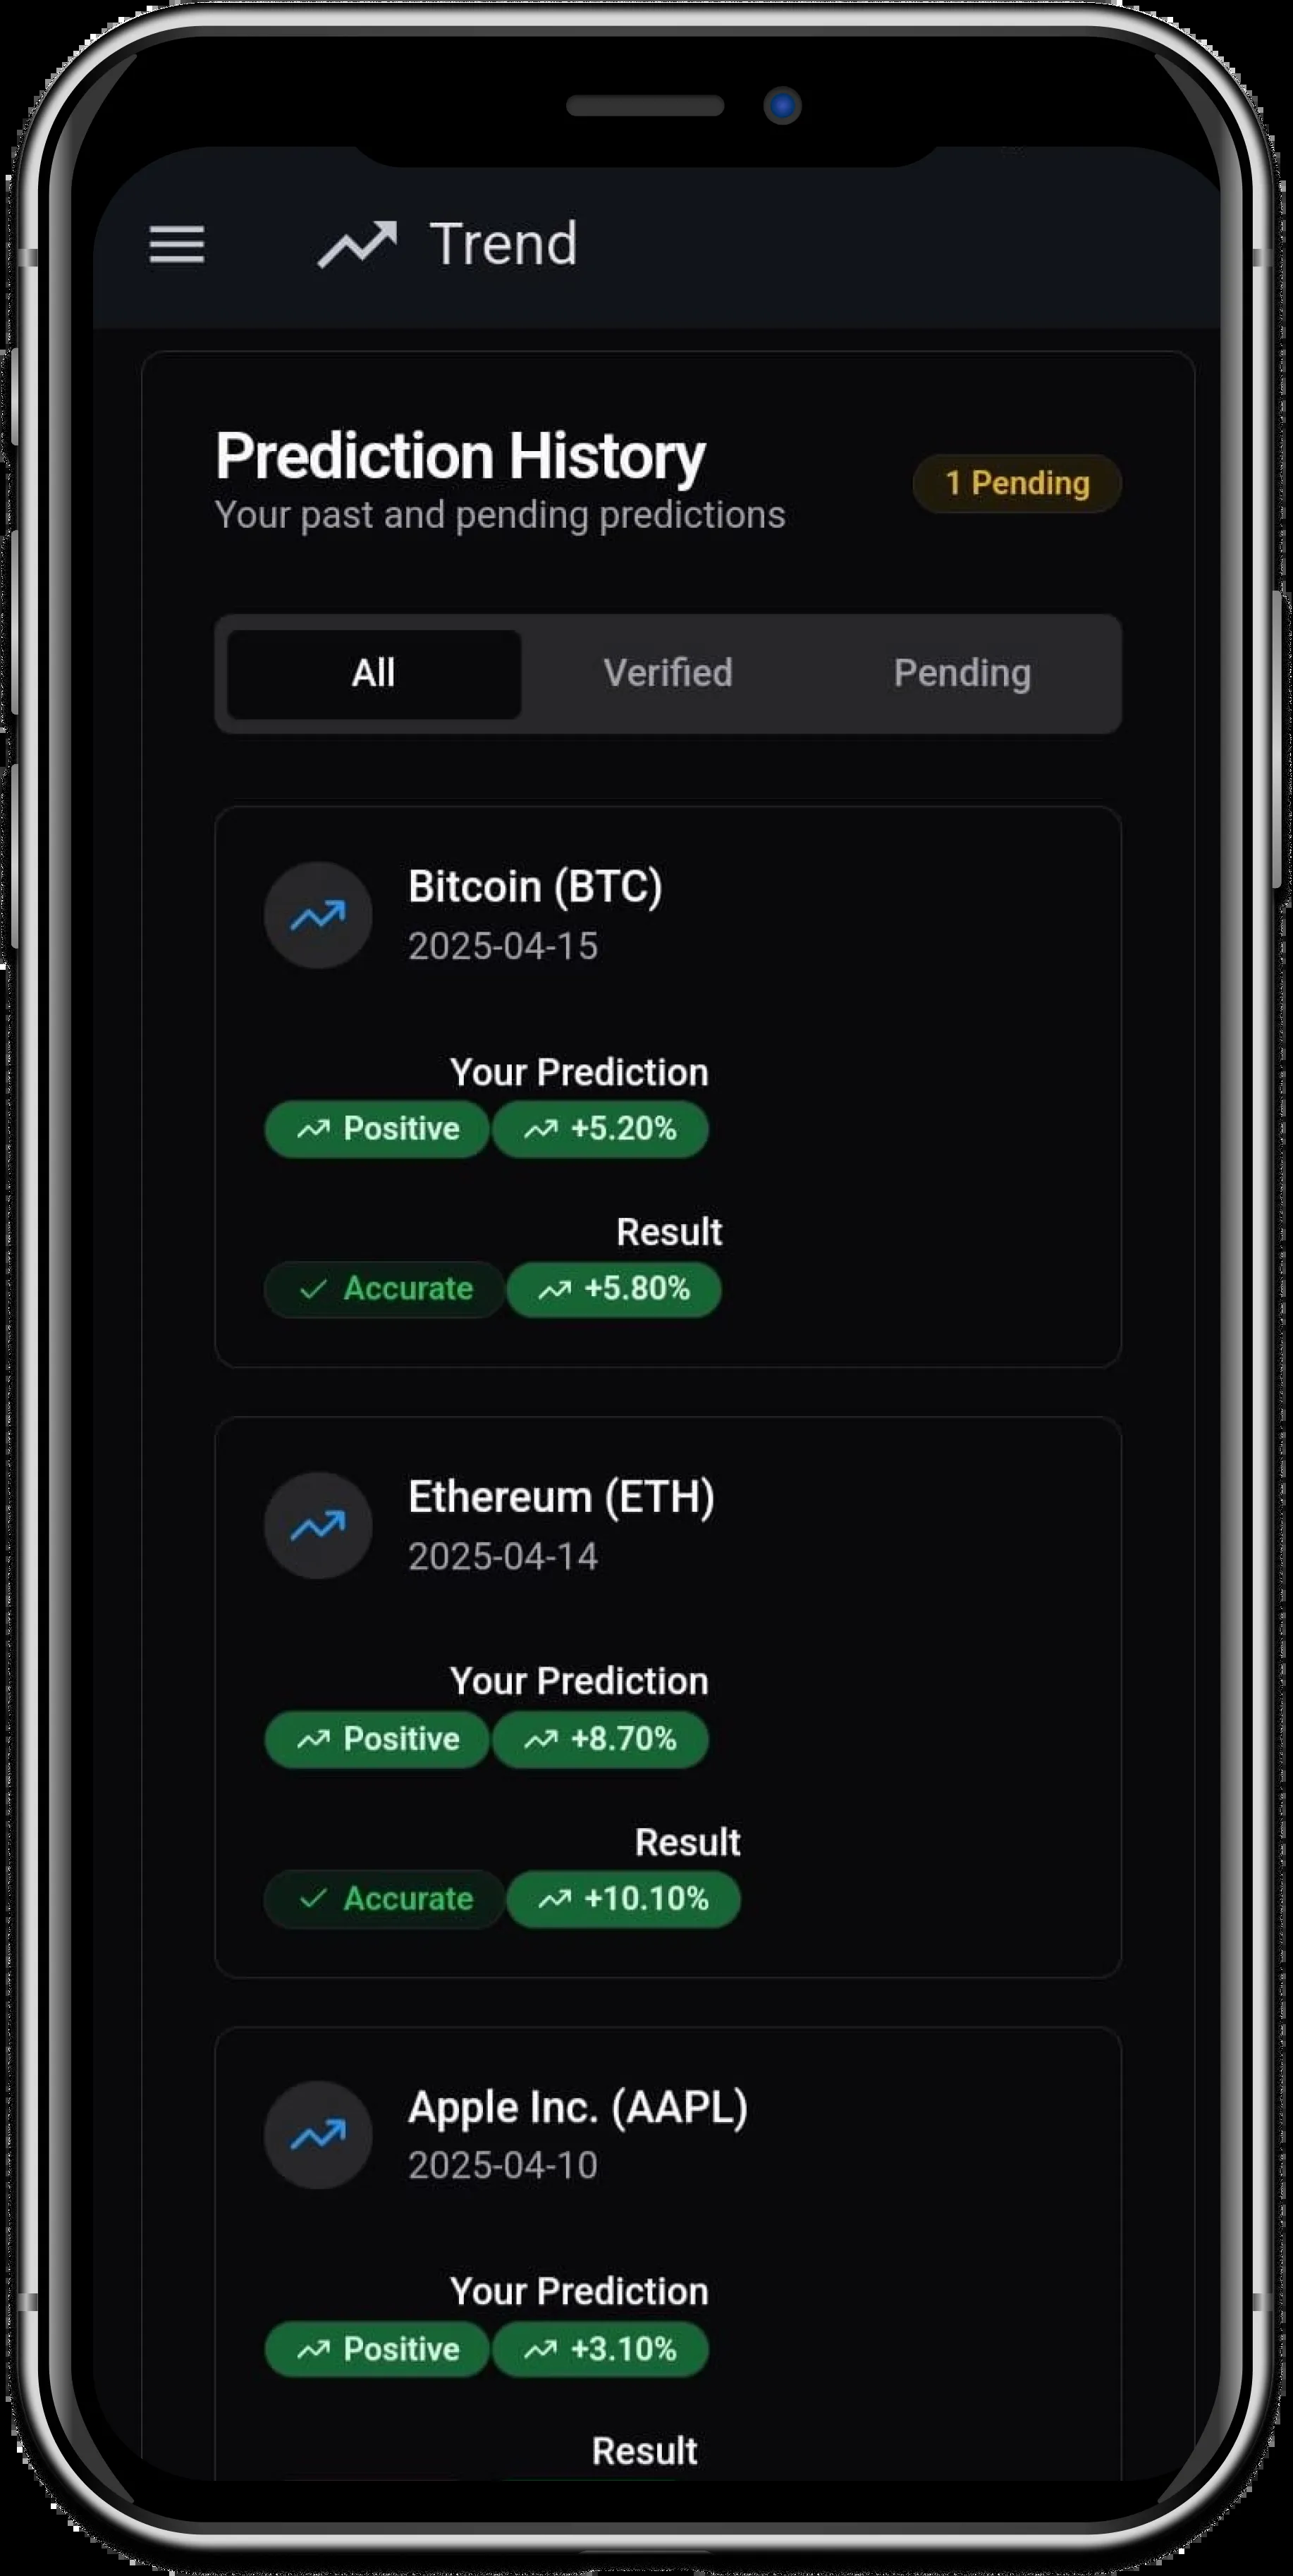 Trend
Prediction History
Your past and pending predictions
1 Pending
All Verified Pending
Bitcoin (BTC)
2025-04-15
Your Prediction
Positive +5.20%
Result
Accurate +5.80%
Ethereum (ETH)
2025-04-14
Your Prediction
Positive +8.70%
Result
Accurate +10.10%
Apple Inc. (AAPL)
2025-04-10
Your Prediction
Positive +3.10%
Result